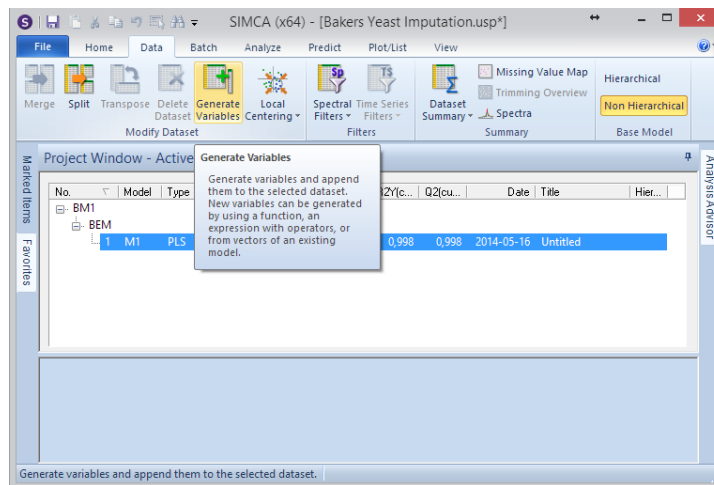 SIMCA (x64) - [Bakers Yeast Imputation.usp*]
File Home Data Batch Analyze Predict Plot/List View
Merge Split Transpose Delete Dataset Generate Variables Local Centering Spectral Filters Time Series Filters Dataset Summary Missing Value Map Trimming Overview Spectra Hierarchical Non Hierarchical
Modify Dataset Filters Summary Base Model
Marked Items
Favorites
Project Window - Active
Analysis Advisor
No. Model Type R2Y(c... Q2(cu... Date Title Hier...
BM1
BEM
1 M1 PLS 0,998 0,998 2014-05-16 Untitled
Generate Variables
Generate variables and append
them to the selected dataset.
New variables can be generated
by using a function, an
expression with operators, or
from vectors of an existing
model.
Generate variables and append them to the selected dataset.